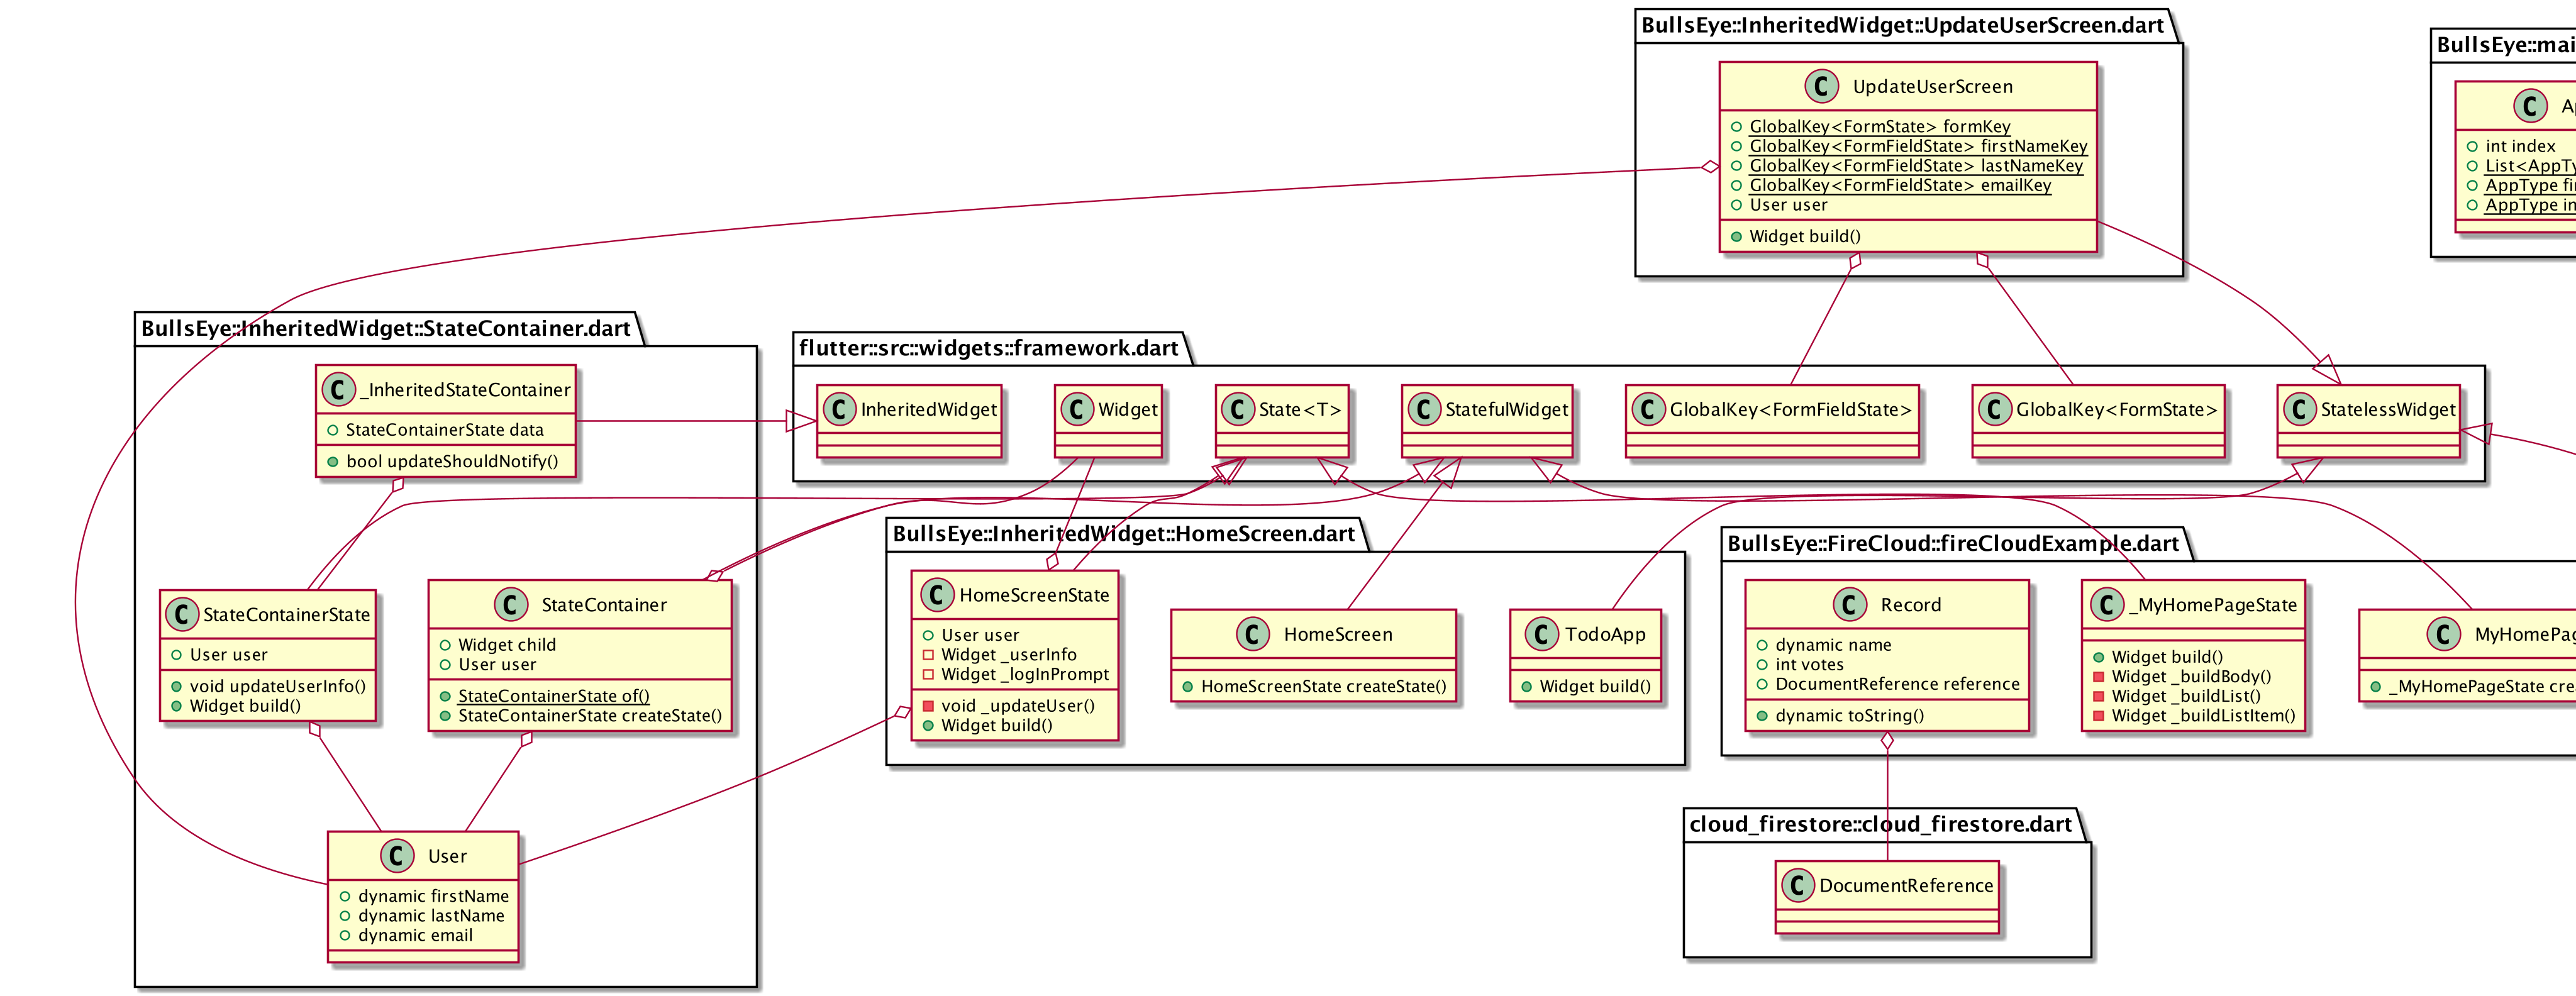 BullsEye::InheritedWidget::UpdateUserScreen.dart
C UpdateUserScreen
GlobalKey<FormState> formKey
GlobalKey<FormFieldState> firstNameKey
GlobalKey<FormFieldState> lastNameKey
GlobalKey<FormFieldState> emailKey
User user
Widget build()
BullsEye::mai
C A
int index
List<AppTy
AppType fi
AppType in
BullsEye::InheritedWidget::StateContainer.dart
C _InheritedStateContainer
StateContainerState data
bool updateShouldNotify()
C StateContainerState
User user
void updateUserInfo()
Widget build()
C StateContainer
Widget child
User user
StateContainerState of()
StateContainerState createState()
C User
dynamic firstName
dynamic lastName
dynamic email
flutter::src::widgets::framework.dart
C InheritedWidget
C Widget
C State<T>
C StatefulWidget
C GlobalKey<FormFieldState>
C GlobalKey<FormState>
C StatelessWidget
BullsEye::InheritedWidget::HomeScreen.dart
C HomeScreenState
User user
Widget _userInfo
Widget _logInPrompt
void _updateUser()
Widget build()
C HomeScreen
HomeScreenState createState()
C TodoApp
Widget build()
BullsEye::FireCloud::fireCloudExample.dart
C Record
dynamic name
int votes
DocumentReference reference
dynamic toString()
C _MyHomePageState
Widget build()
Widget _buildBody()
Widget _buildList()
Widget _buildListItem()
C MyHomePag
_MyHomePageState crea
cloud_firestore::cloud_firestore.dart
C DocumentReference